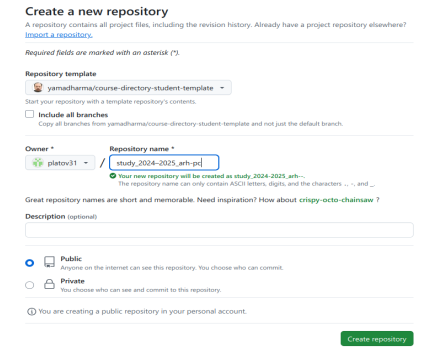 Create a new repository
A repository contains all project files, including the revision history. Already have a project repository elsewhere?
Import a repository.
Required fields are marked with an asterisk (*).
Repository template
yamadharma/course-directory-student-template
Start your repository with a template repository's contents.
Include all branches
Copy all branches from yamadharma/course-directory-student-template and not just the default branch.
Owner * Repository name *
platov31 / study_2024–2025_arh-pc
Your new repository will be created as study_2024-2025_arh--.
The repository name can only contain ASCII letters, digits, and the characters ., -, and _.
Great repository names are short and memorable. Need inspiration? How about crispy-octo-chainsaw ?
Description (optional)
Public
Anyone on the internet can see this repository. You choose who can commit.
Private
You choose who can see and commit to this repository.
You are creating a public repository in your personal account.
Create repository